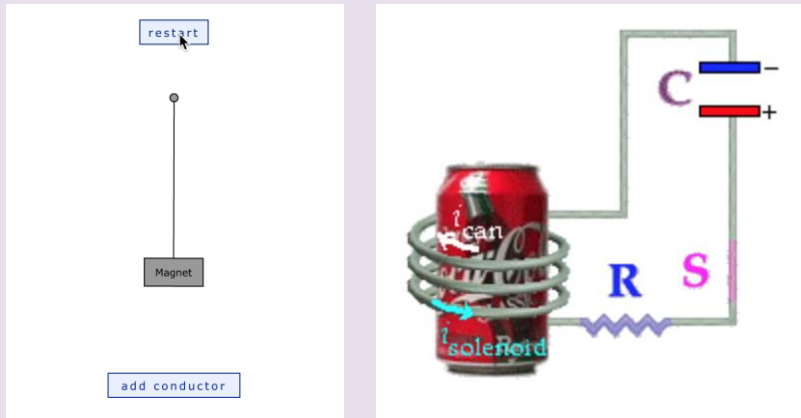 restart
Magnet
add conductor
C
−
+
i can
S
R
i solenoid